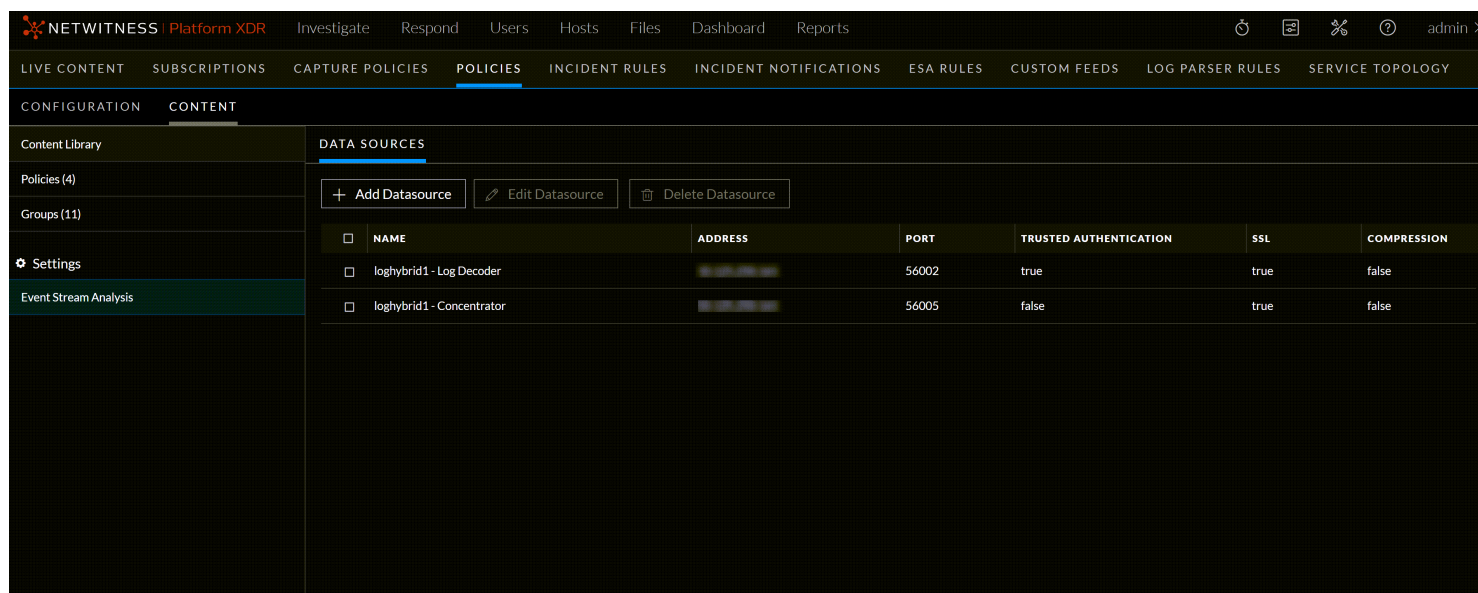 NETWITNESS | Platform XDR Investigate Respond Users Hosts Files Dashboard Reports admin
LIVE CONTENT SUBSCRIPTIONS CAPTURE POLICIES POLICIES INCIDENT RULES INCIDENT NOTIFICATIONS ESA RULES CUSTOM FEEDS LOG PARSER RULES SERVICE TOPOLOGY
CONFIGURATION CONTENT
Content Library
Policies (4)
Groups (11)
Settings
Event Stream Analysis
DATA SOURCES
+ Add Datasource Edit Datasource Delete Datasource
NAME ADDRESS PORT TRUSTED AUTHENTICATION SSL COMPRESSION
loghybrid1 - Log Decoder 56002 true true false
loghybrid1 - Concentrator 56005 false true false